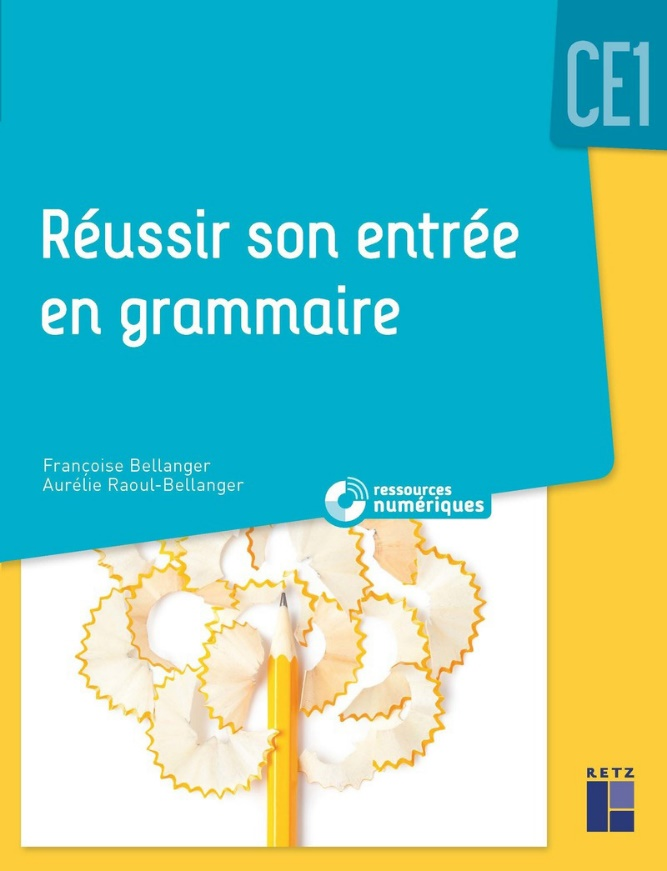 CE1
Réussir son entrée
en grammaire
Françoise Bellanger
Aurélie Raoul-Bellanger
ressources
numériques
RETZ